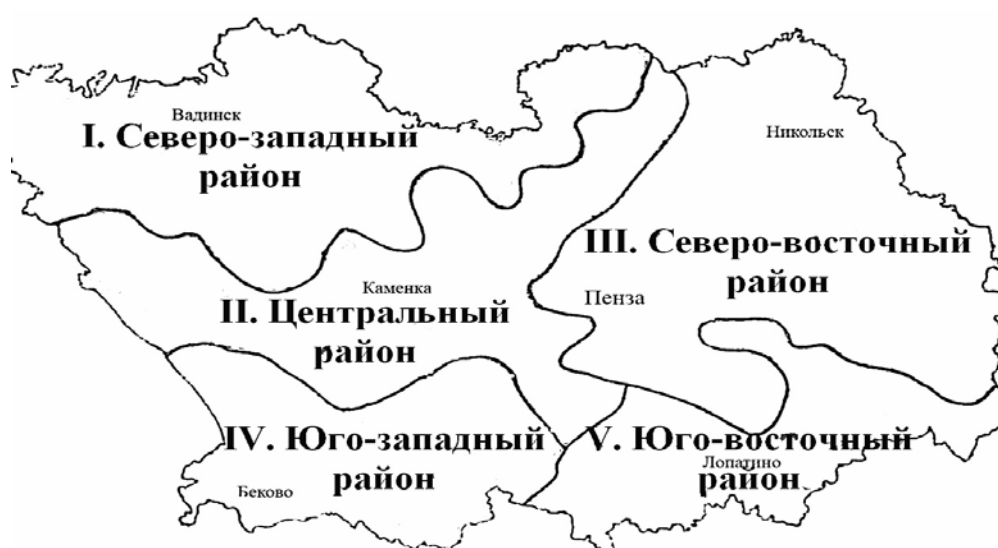 Вадинск
I. Северо-западный
район
Никольск
III. Северо-восточный
район
Каменка
II. Центральный
район
Пенза
IV. Юго-западный
район
Беково
V. Юго-восточный
Лопатино
район